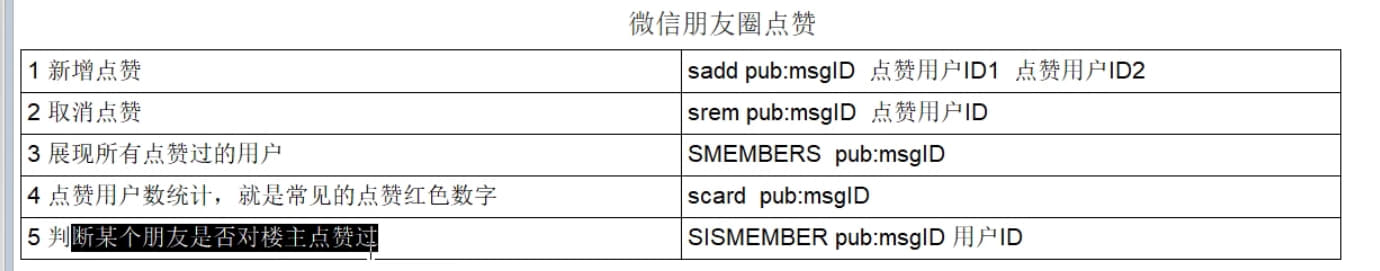 微信朋友圈点赞
1 新增点赞 sadd pub:msgID 点赞用户ID1 点赞用户ID2
2 取消点赞 srem pub:msgID 点赞用户ID
3 展现所有点赞过的用户 SMEMBERS pub:msgID
4 点赞用户数统计，就是常见的点赞红色数字 scard pub:msgID
5 判断某个朋友是否对楼主点赞过 SISMEMBER pub:msgID 用户ID